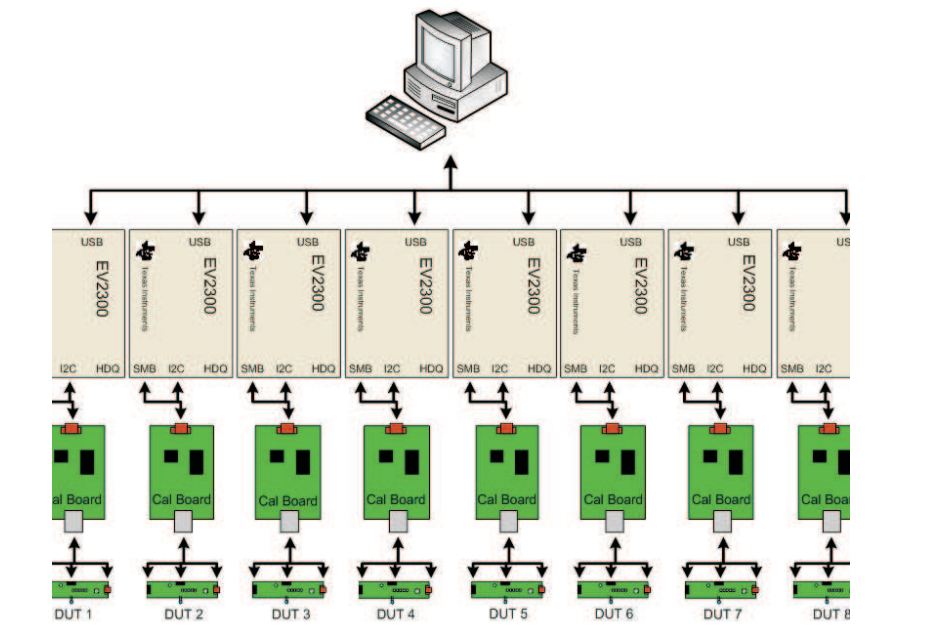 USB USB USB USB USB USB USB US
EV2300 EV2300 EV2300 EV2300 EV2300 EV2300 EV2300
Texas Instruments Texas Instruments Texas Instruments Texas Instruments Texas Instruments Texas Instruments Texas Instruments
I2C HDQ SMB I2C HDQ SMB I2C HDQ SMB I2C HDQ SMB I2C HDQ SMB I2C HDQ SMB I2C HDQ SMB I2C
al Board Cal Board Cal Board Cal Board Cal Board Cal Board Cal Board Cal Boa
DUT 1 DUT 2 DUT 3 DUT 4 DUT 5 DUT 6 DUT 7 DUT 8